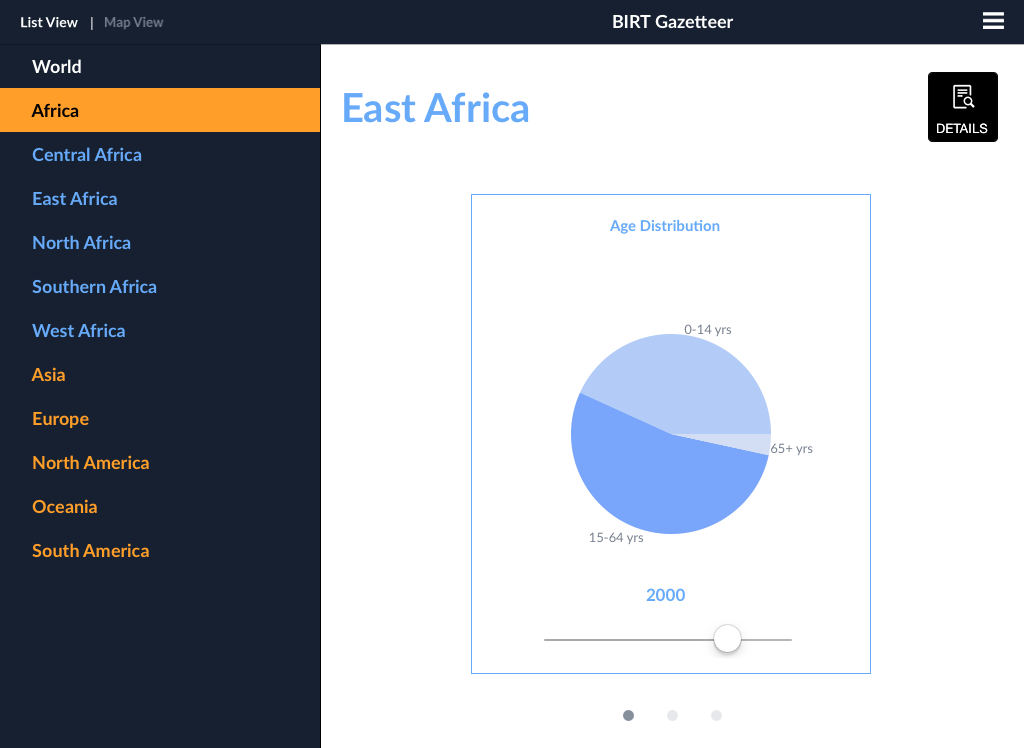 List View | Map View
BIRT Gazetteer
World
Africa
Central Africa
East Africa
North Africa
Southern Africa
West Africa
Asia
Europe
North America
Oceania
South America
East Africa
DETAILS
Age Distribution
0-14 yrs
65+ yrs
15-64 yrs
2000